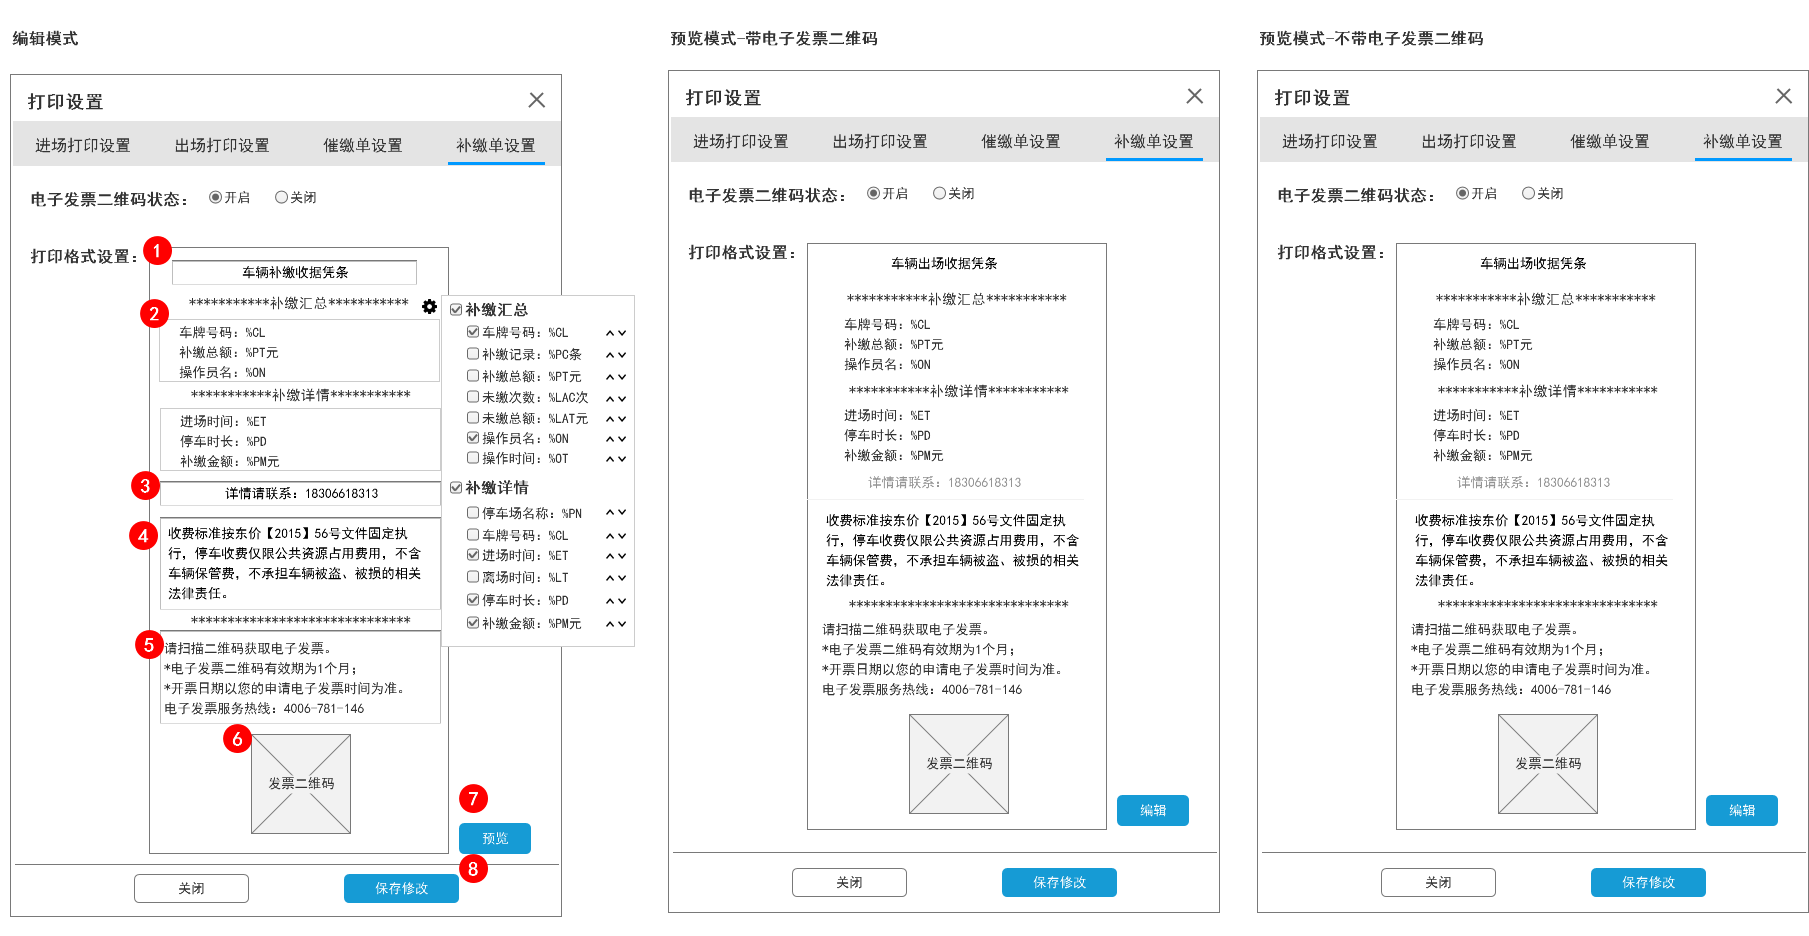 编辑模式
打印设置
进场打印设置 出场打印设置 催缴单设置 补缴单设置
电子发票二维码状态： 开启 关闭
打印格式设置：
1
车辆补缴收据凭条
***********补缴汇总***********
2
车牌号码：%CL
补缴总额：%PT元
操作员名：%ON
***********补缴详情***********
进场时间：%ET
停车时长：%PD
补缴金额：%PM元
3
详情请联系：18306618313
4
收费标准按东价【2015】56号文件固定执
行，停车收费仅限公共资源占用费用，不含
车辆保管费，不承担车辆被盗、被损的相关
法律责任。
******************************
5
请扫描二维码获取电子发票。
*电子发票二维码有效期为1个月；
*开票日期以您的申请电子发票时间为准。
电子发票服务热线：4006-781-146
6
发票二维码
7
预览
8
关闭 保存修改
补缴汇总
车牌号码：%CL
补缴记录：%PC条
补缴总额：%PT元
未缴次数：%LAC次
未缴总额：%LAT元
操作员名：%ON
操作时间：%OT
补缴详情
停车场名称：%PN
车牌号码：%CL
进场时间：%ET
离场时间：%LT
停车时长：%PD
补缴金额：%PM元
预览模式-带电子发票二维码
打印设置
进场打印设置 出场打印设置 催缴单设置 补缴单设置
电子发票二维码状态： 开启 关闭
打印格式设置：
车辆出场收据凭条
***********补缴汇总***********
车牌号码：%CL
补缴总额：%PT元
操作员名：%ON
***********补缴详情***********
进场时间：%ET
停车时长：%PD
补缴金额：%PM元
详情请联系：18306618313
收费标准按东价【2015】56号文件固定执
行，停车收费仅限公共资源占用费用，不含
车辆保管费，不承担车辆被盗、被损的相关
法律责任。
******************************
请扫描二维码获取电子发票。
*电子发票二维码有效期为1个月；
*开票日期以您的申请电子发票时间为准。
电子发票服务热线：4006-781-146
发票二维码
编辑
关闭 保存修改
预览模式-不带电子发票二维码
打印设置
进场打印设置 出场打印设置 催缴单设置 补缴单设置
电子发票二维码状态： 开启 关闭
打印格式设置：
车辆出场收据凭条
***********补缴汇总***********
车牌号码：%CL
补缴总额：%PT元
操作员名：%ON
***********补缴详情***********
进场时间：%ET
停车时长：%PD
补缴金额：%PM元
详情请联系：18306618313
收费标准按东价【2015】56号文件固定执
行，停车收费仅限公共资源占用费用，不含
车辆保管费，不承担车辆被盗、被损的相关
法律责任。
******************************
请扫描二维码获取电子发票。
*电子发票二维码有效期为1个月；
*开票日期以您的申请电子发票时间为准。
电子发票服务热线：4006-781-146
发票二维码
编辑
关闭 保存修改